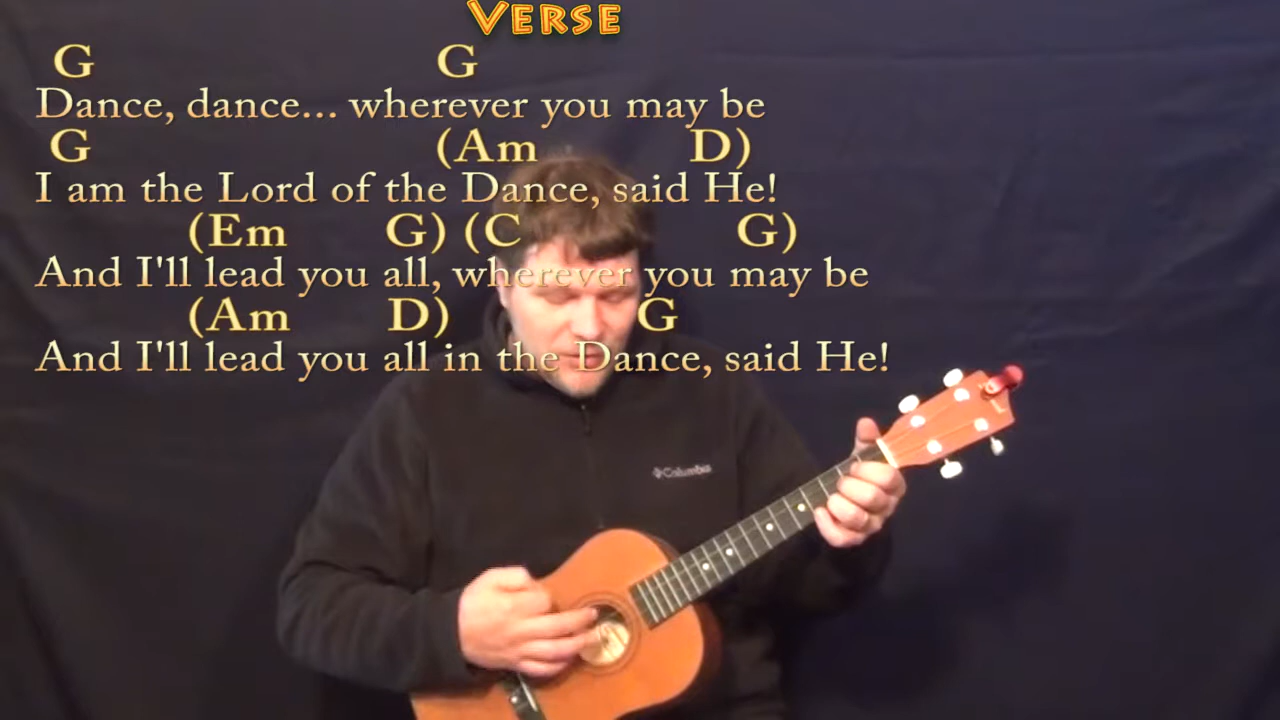 VERSE
G G
Dance, dance... wherever you may be
G (Am D)
I am the Lord of the Dance, said He!
(Em G) (C G)
And I'll lead you all, wherever you may be
(Am D) G
And I'll lead you all in the Dance, said He!
Columbia